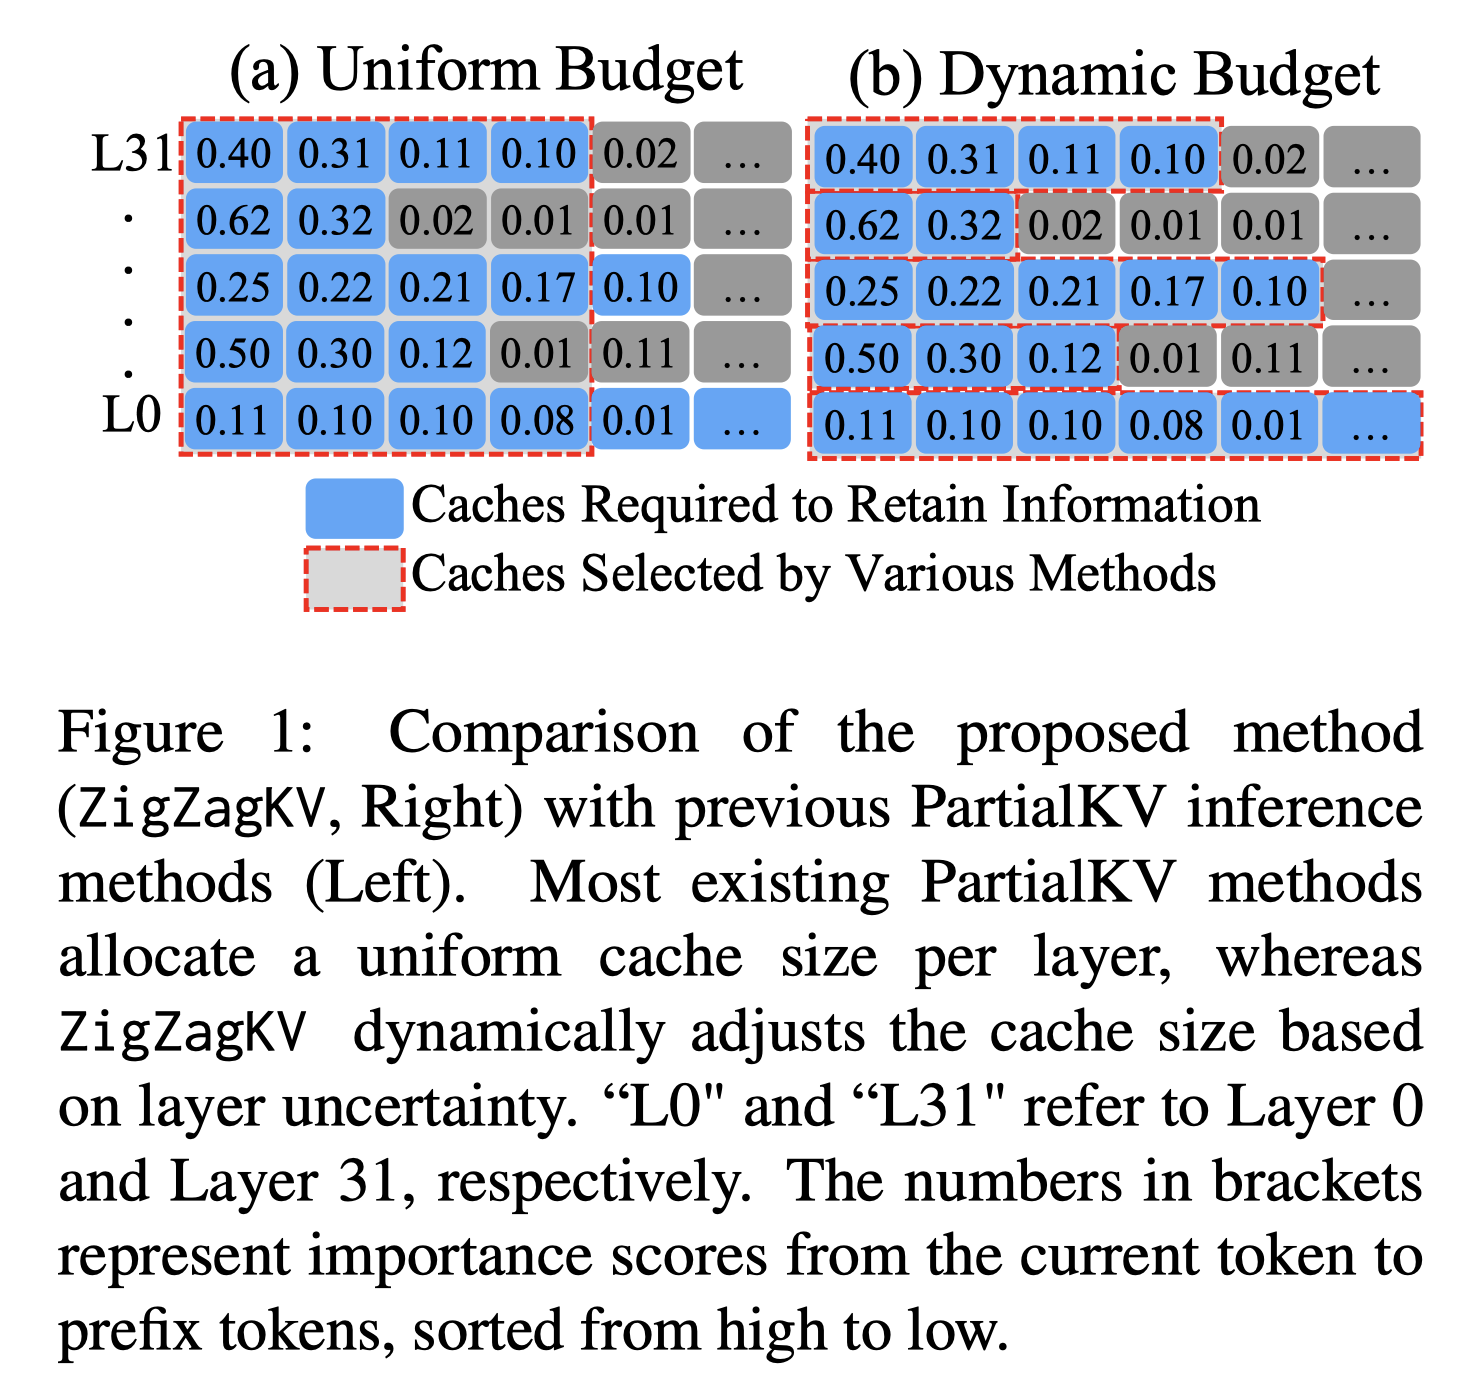 (a) Uniform Budget
(b) Dynamic Budget
L31 0.40 0.31 0.11 0.10 0.02 ...
0.62 0.32 0.02 0.01 0.01 ...
0.25 0.22 0.21 0.17 0.10 ...
0.50 0.30 0.12 0.01 0.11 ...
L0 0.11 0.10 0.10 0.08 0.01 ...
0.40 0.31 0.11 0.10 0.02 ...
0.62 0.32 0.02 0.01 0.01 ...
0.25 0.22 0.21 0.17 0.10 ...
0.50 0.30 0.12 0.01 0.11 ...
0.11 0.10 0.10 0.08 0.01 ...
Caches Required to Retain Information
Caches Selected by Various Methods
Figure 1: Comparison of the proposed method
(ZigZagKV, Right) with previous PartialKV inference
methods (Left). Most existing PartialKV methods
allocate a uniform cache size per layer, whereas
ZigZagKV dynamically adjusts the cache size based
on layer uncertainty. “L0" and “L31" refer to Layer 0
and Layer 31, respectively. The numbers in brackets
represent importance scores from the current token to
prefix tokens, sorted from high to low.